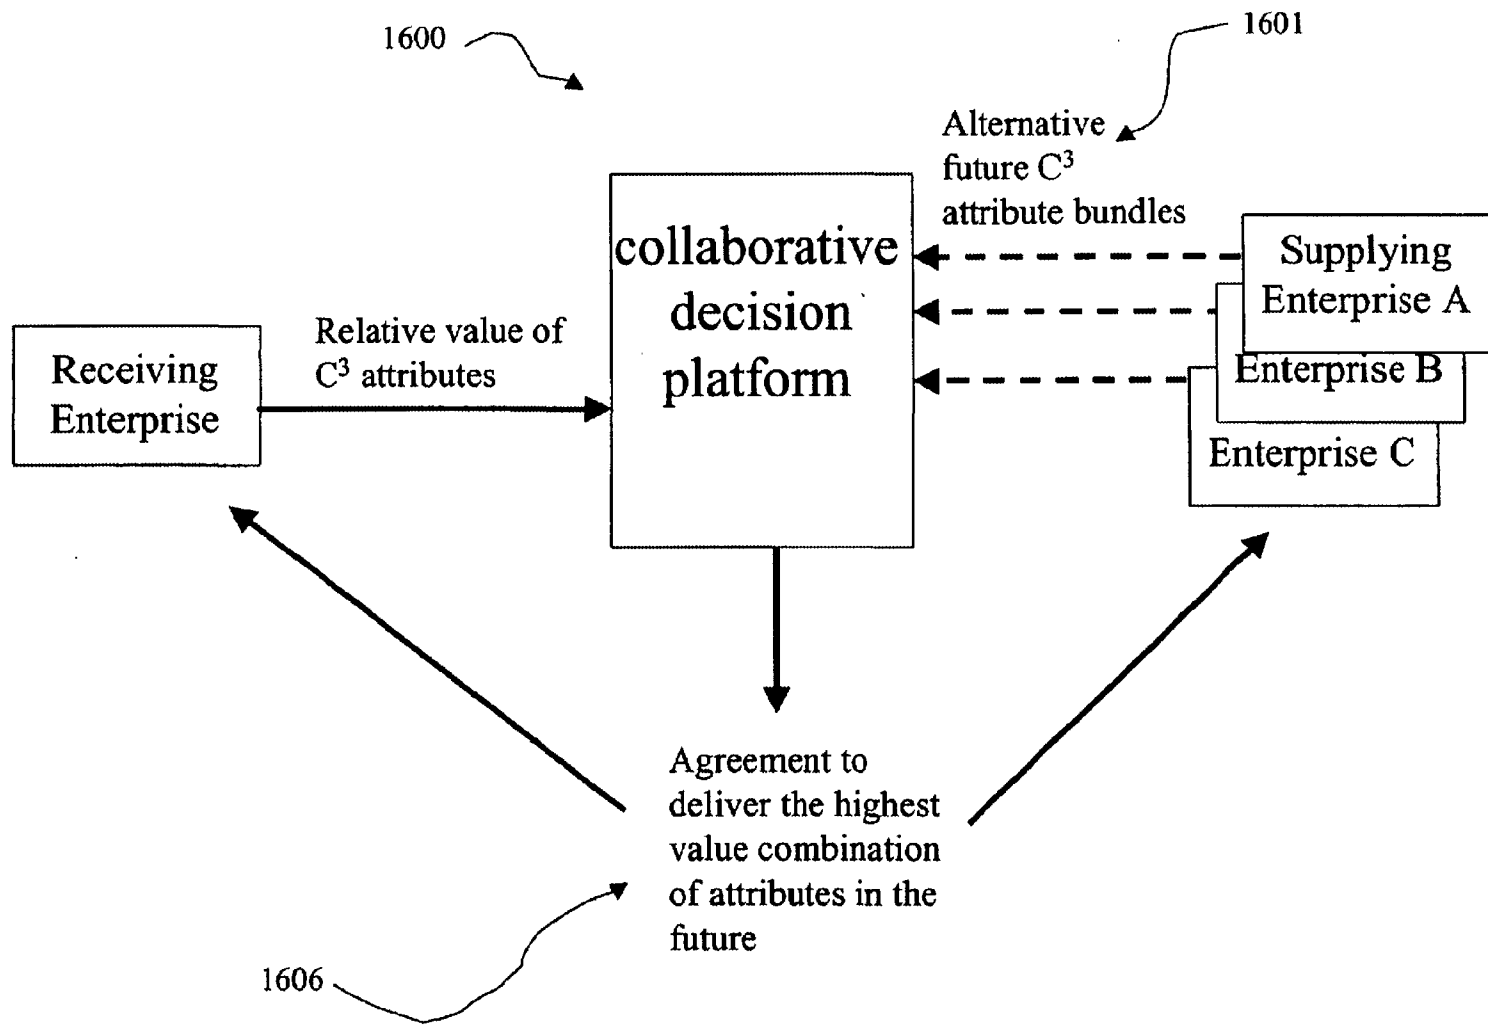 1600
1601
Alternative
future C³
attribute bundles
collaborative
decision
platform
Supplying
Enterprise A
Enterprise B
Enterprise C
Relative value of
C³ attributes
Receiving
Enterprise
Agreement to
deliver the highest
value combination
of attributes in the
future
1606